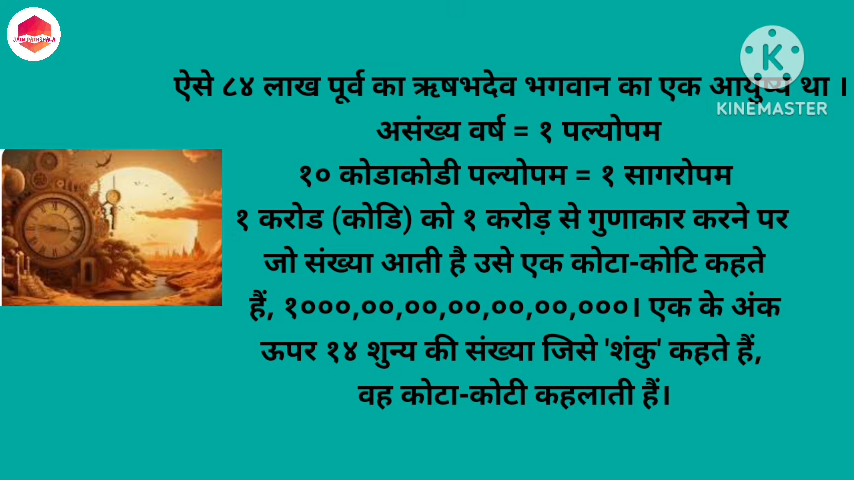 JAIN PATHSHALA
ऐसे ८४ लाख पूर्व का ऋषभदेव भगवान का एक आयुष्य था ।
KINEMASTER
असंख्य वर्ष = १ पल्योपम
१० कोडाकोडी पल्योपम = १ सागरोपम
१ करोड (कोडि) को १ करोड़ से गुणाकार करने पर
जो संख्या आती है उसे एक कोटा-कोटि कहते
हैं, १०००,००,००,००,००,००,०००। एक के अंक
ऊपर १४ शुन्य की संख्या जिसे 'शंकु' कहते हैं,
वह कोटा-कोटी कहलाती हैं।